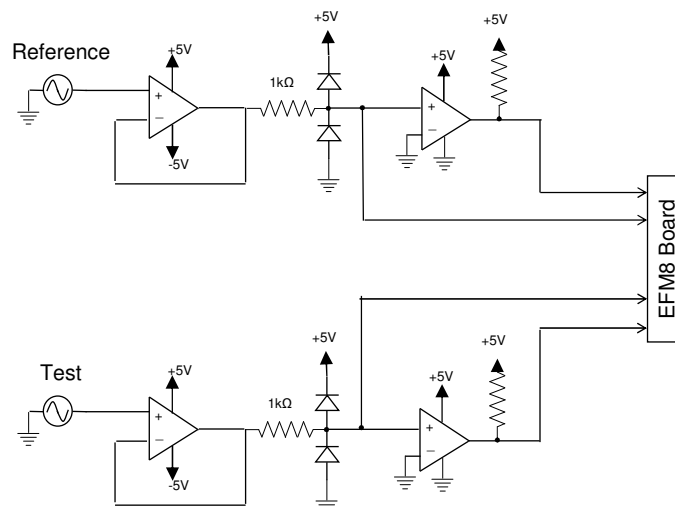 Reference
+5V
+
−
-5V
1kΩ
+5V
+5V
+
−
+5V
EFM8 Board
Test
+5V
+
−
-5V
1kΩ
+5V
+5V
+
−
+5V